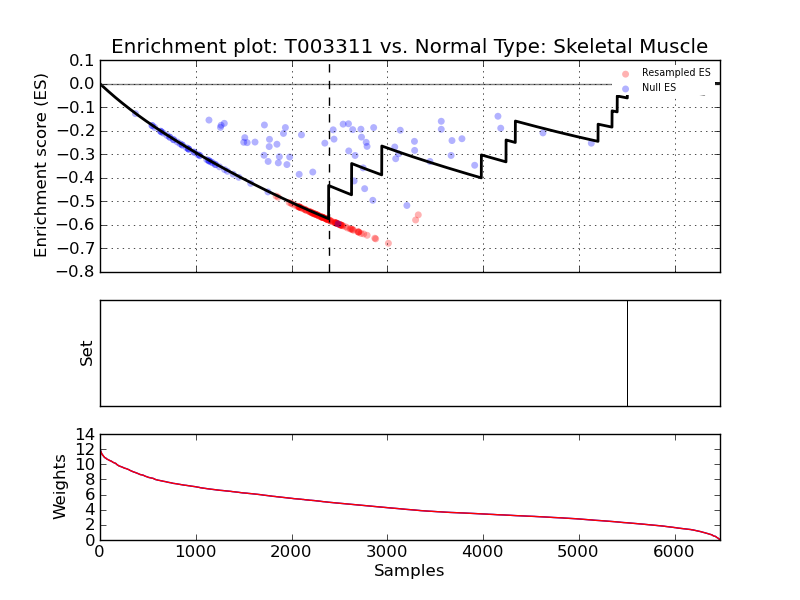 Enrichment plot: T003311 vs. Normal Type: Skeletal Muscle
Enrichment score (ES)
0.1
0.0
−0.1
−0.2
−0.3
−0.4
−0.5
−0.6
−0.7
−0.8
Resampled ES
Null ES
Set
Weights
14
12
10
8
6
4
2
0
0 1000 2000 3000 4000 5000 6000
Samples